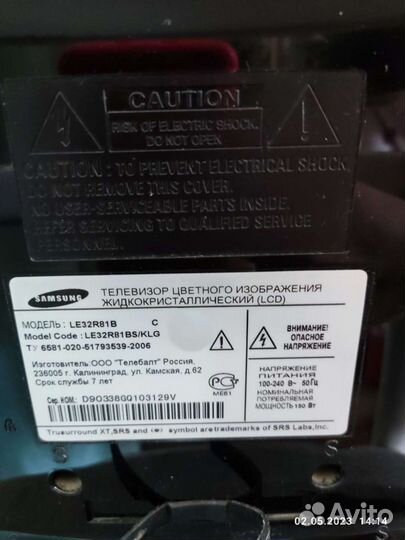 CAUTION
RISK OF ELECTRIC SHOCK.
DO NOT OPEN
CAUTION : TO PREVENT ELECTRICAL SHOCK,
DO NOT REMOVE THIS COVER.
NO USER-SERVICEABLE PARTS INSIDE.
REFER SERVICING TO QUALIFIED
SERVICE PERSONNEL.
SAMSUNG
ТЕЛЕВИЗОР ЦВЕТНОГО ИЗОБРАЖЕНИЯ
ЖИДКОКРИСТАЛЛИЧЕСКИЙ (LCD)
МОДЕЛЬ : LE32R81B C
Model Code : LE32R81BS/KLG
ТУ 6581-020-51793539-2006
Изготовлено ООО "Телебалт" Россия,
236005 г. Калининград, ул. Камская, д.62
Срок службы 7 лет
ВНИМАНИЕ!
ОПАСНОЕ
НАПРЯЖЕНИЕ
РСТ
МЕ61
НАПРЯЖЕНИЕ
ПИТАНИЯ
100-240 В~ 50Гц
ПОТРЕБЛЯЕМАЯ
МОЩНОСТЬ 150 Вт
Сер. НОМ.: D90338GQ103129V
Trusurround XT, SRS and symbol are trademarks of SRS Labs, Inc.
S
S
Avito
02.05.2023 14:14